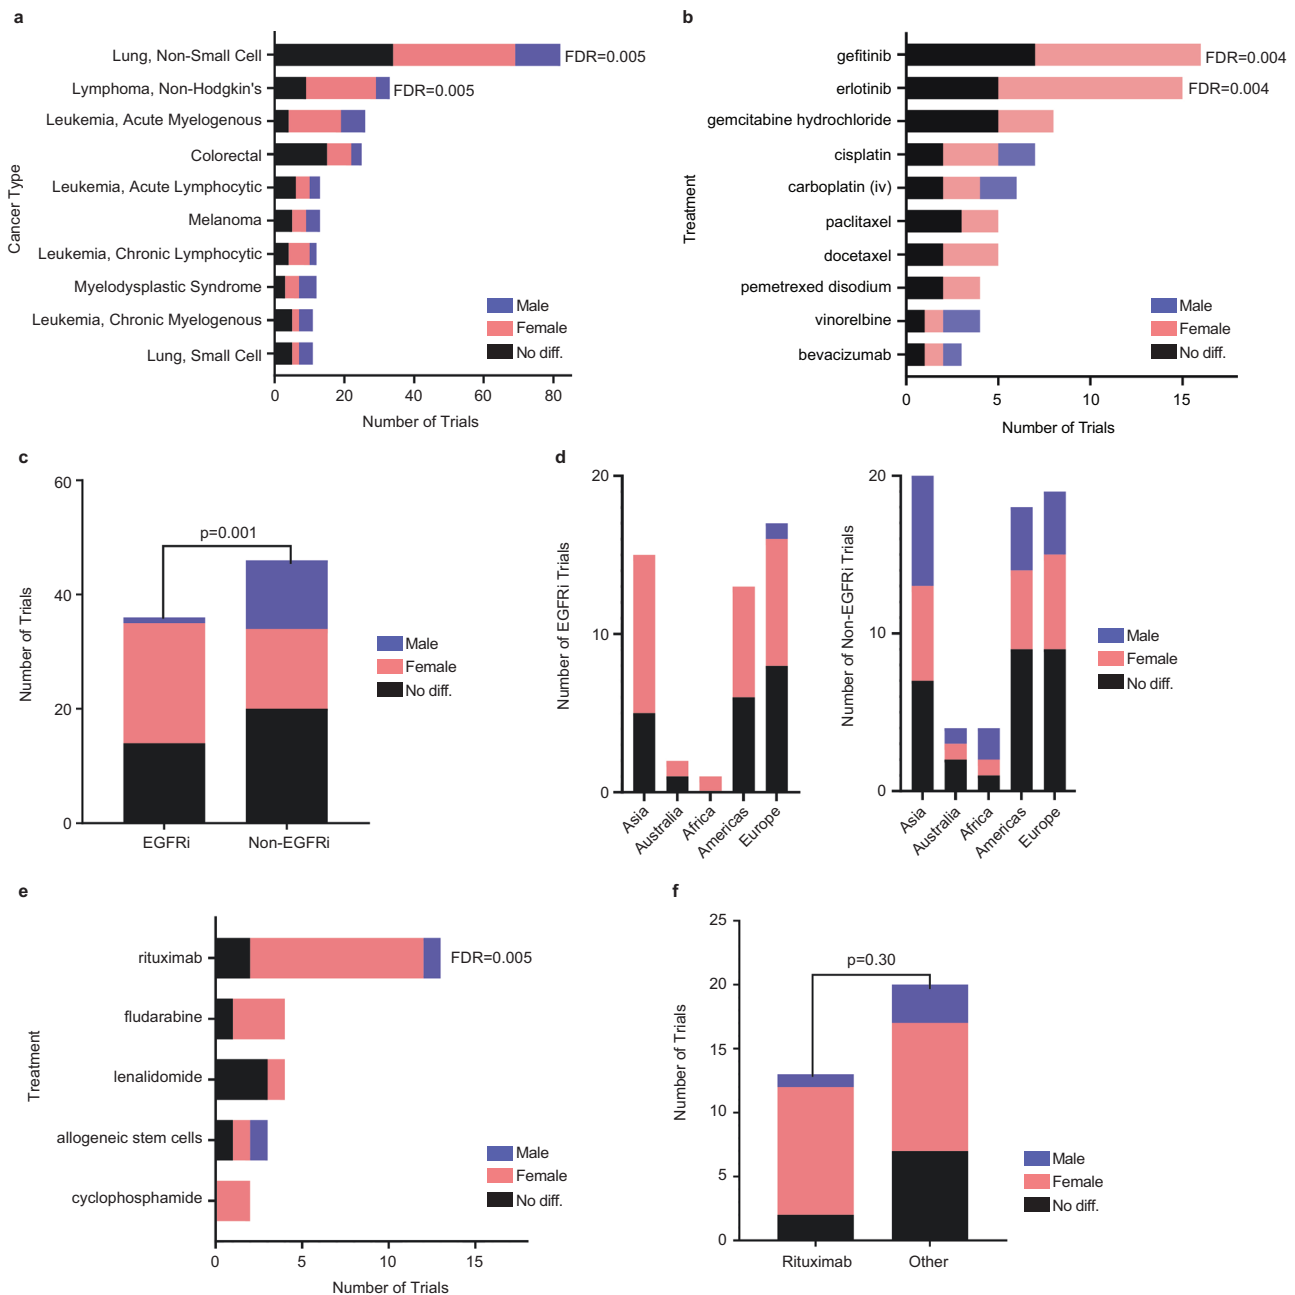 a
Lung, Non-Small Cell
FDR=0.005
Lymphoma, Non-Hodgkin's
FDR=0.005
Leukemia, Acute Myelogenous
Colorectal
Leukemia, Acute Lymphocytic
Melanoma
Leukemia, Chronic Lymphocytic
Myelodysplastic Syndrome
Leukemia, Chronic Myelogenous
Lung, Small Cell
Cancer Type
Male
Female
No diff.
0 20 40 60 80
Number of Trials
b
gefitinib
FDR=0.004
erlotinib
FDR=0.004
gemcitabine hydrochloride
cisplatin
carboplatin (iv)
paclitaxel
docetaxel
pemetrexed disodium
vinorelbine
bevacizumab
Treatment
Male
Female
No diff.
0 5 10 15
Number of Trials
c
60
40
20
0
Number of Trials
p=0.001
EGFRi Non-EGFRi
Male
Female
No diff.
d
20
10
0
Number of EGFRi Trials
Asia
Australia
Africa
Americas
Europe
20
10
0
Number of Non-EGFRi Trials
Asia
Australia
Africa
Americas
Europe
Male
Female
No diff.
e
rituximab
FDR=0.005
fludarabine
lenalidomide
allogeneic stem cells
cyclophosphamide
Treatment
Male
Female
No diff.
0 5 10 15
Number of Trials
f
25
20
15
10
5
0
Number of Trials
p=0.30
Rituximab Other
Male
Female
No diff.